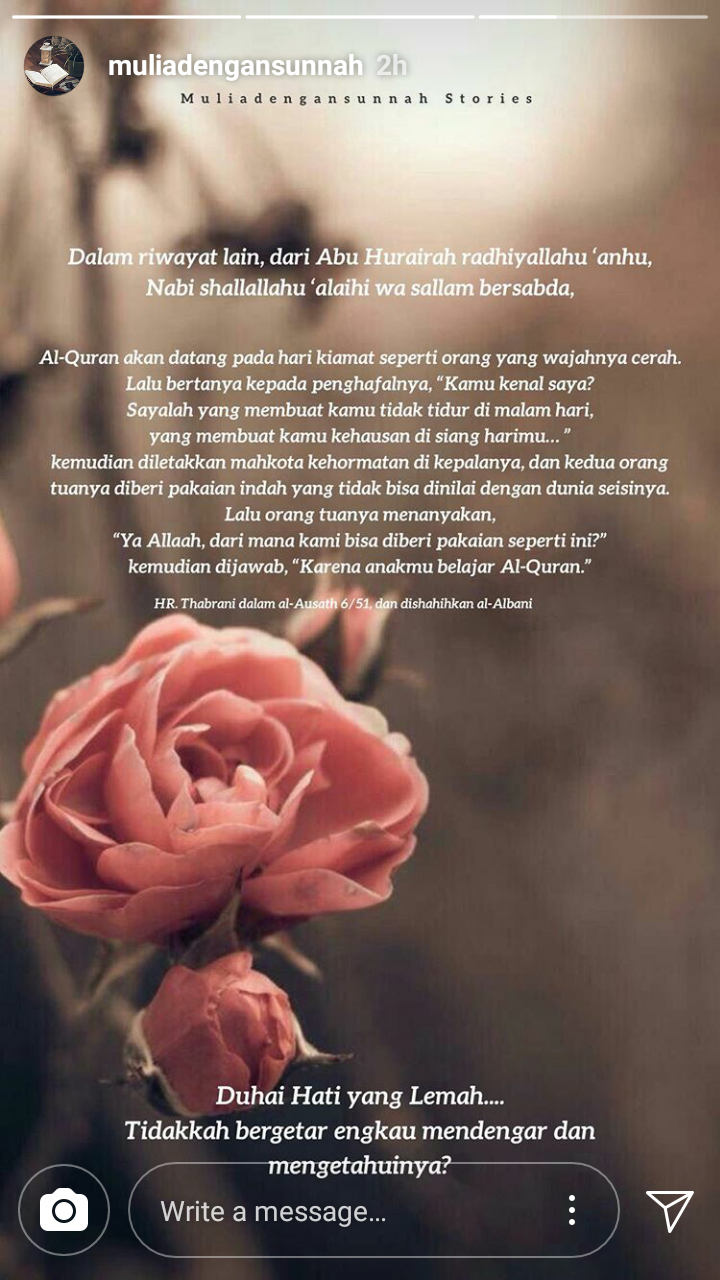 muliadengansunnah 2h
Muliadengansunnah Stories
Dalam riwayat lain, dari Abu Hurairah radhiyallahu ‘anhu,
Nabi shallallahu ‘alaihi wa sallam bersabda,
Al-Quran akan datang pada hari kiamat seperti orang yang wajahnya cerah.
Lalu bertanya kepada penghafalnya, “Kamu kenal saya?
Sayalah yang membuat kamu tidak tidur di malam hari,
yang membuat kamu kehausan di siang harimu… ”
kemudian diletakkan mahkota kehormatan di kepalanya, dan kedua orang
tuanya diberi pakaian indah yang tidak bisa dinilai dengan dunia seisinya.
Lalu orang tuanya menanyakan,
“Ya Allaah, dari mana kami bisa diberi pakaian seperti ini?”
kemudian dijawab, “Karena anakmu belajar Al-Quran.”
HR. Thabrani dalam al-Ausath 6/51, dan dishahihkan al-Albani
Duhai Hati yang Lemah....
Tidakkah bergetar engkau mendengar dan
mengetahuinya?
Write a message…